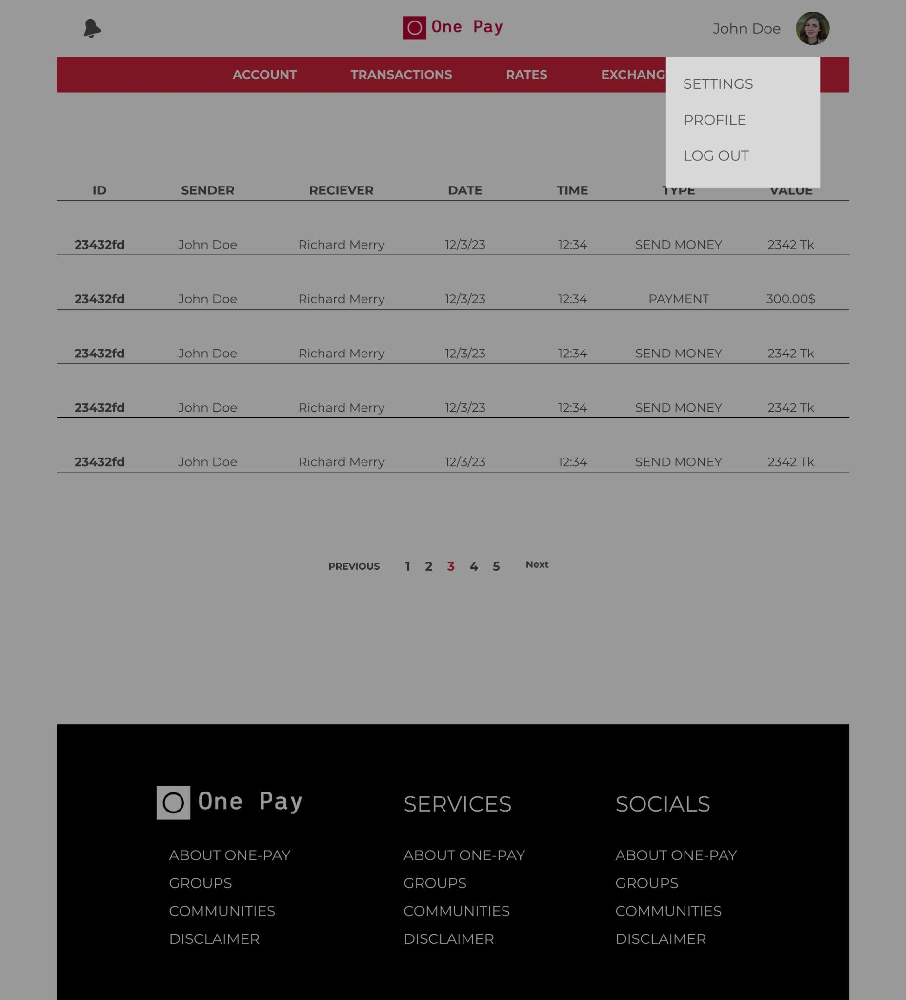 One Pay
John Doe
ACCOUNT TRANSACTIONS RATES EXCHANG
SETTINGS
PROFILE
LOG OUT
ID SENDER RECIEVER DATE TIME TYPE VALUE
23432fd John Doe Richard Merry 12/3/23 12:34 SEND MONEY 2342 Tk
23432fd John Doe Richard Merry 12/3/23 12:34 PAYMENT 300.00$
23432fd John Doe Richard Merry 12/3/23 12:34 SEND MONEY 2342 Tk
23432fd John Doe Richard Merry 12/3/23 12:34 SEND MONEY 2342 Tk
23432fd John Doe Richard Merry 12/3/23 12:34 SEND MONEY 2342 Tk
PREVIOUS 1 2 3 4 5 Next
One Pay
ABOUT ONE-PAY
GROUPS
COMMUNITIES
DISCLAIMER
SERVICES
ABOUT ONE-PAY
GROUPS
COMMUNITIES
DISCLAIMER
SOCIALS
ABOUT ONE-PAY
GROUPS
COMMUNITIES
DISCLAIMER